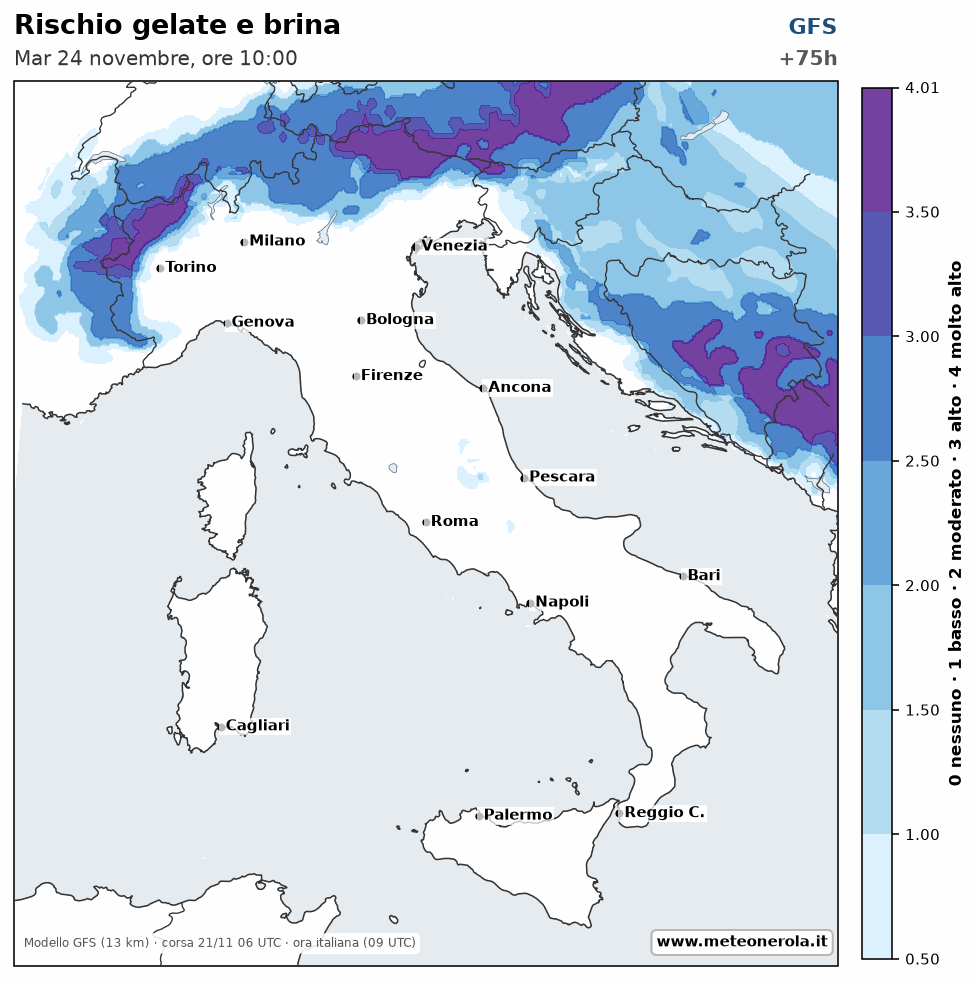 Rischio gelate e brina
GFS
Mar 24 novembre, ore 10:00
+75h
4.01
3.50
3.00
2.50
2.00
1.50
1.00
0.50
0 nessuno · 1 basso · 2 moderato · 3 alto · 4 molto alto
Milano
Venezia
Torino
Genova
Bologna
Firenze
Ancona
Pescara
Roma
Bari
Napoli
Cagliari
Palermo
Reggio C.
Modello GFS (13 km) · corsa 21/11 06 UTC · ora italiana (09 UTC)
www.meteonerola.it